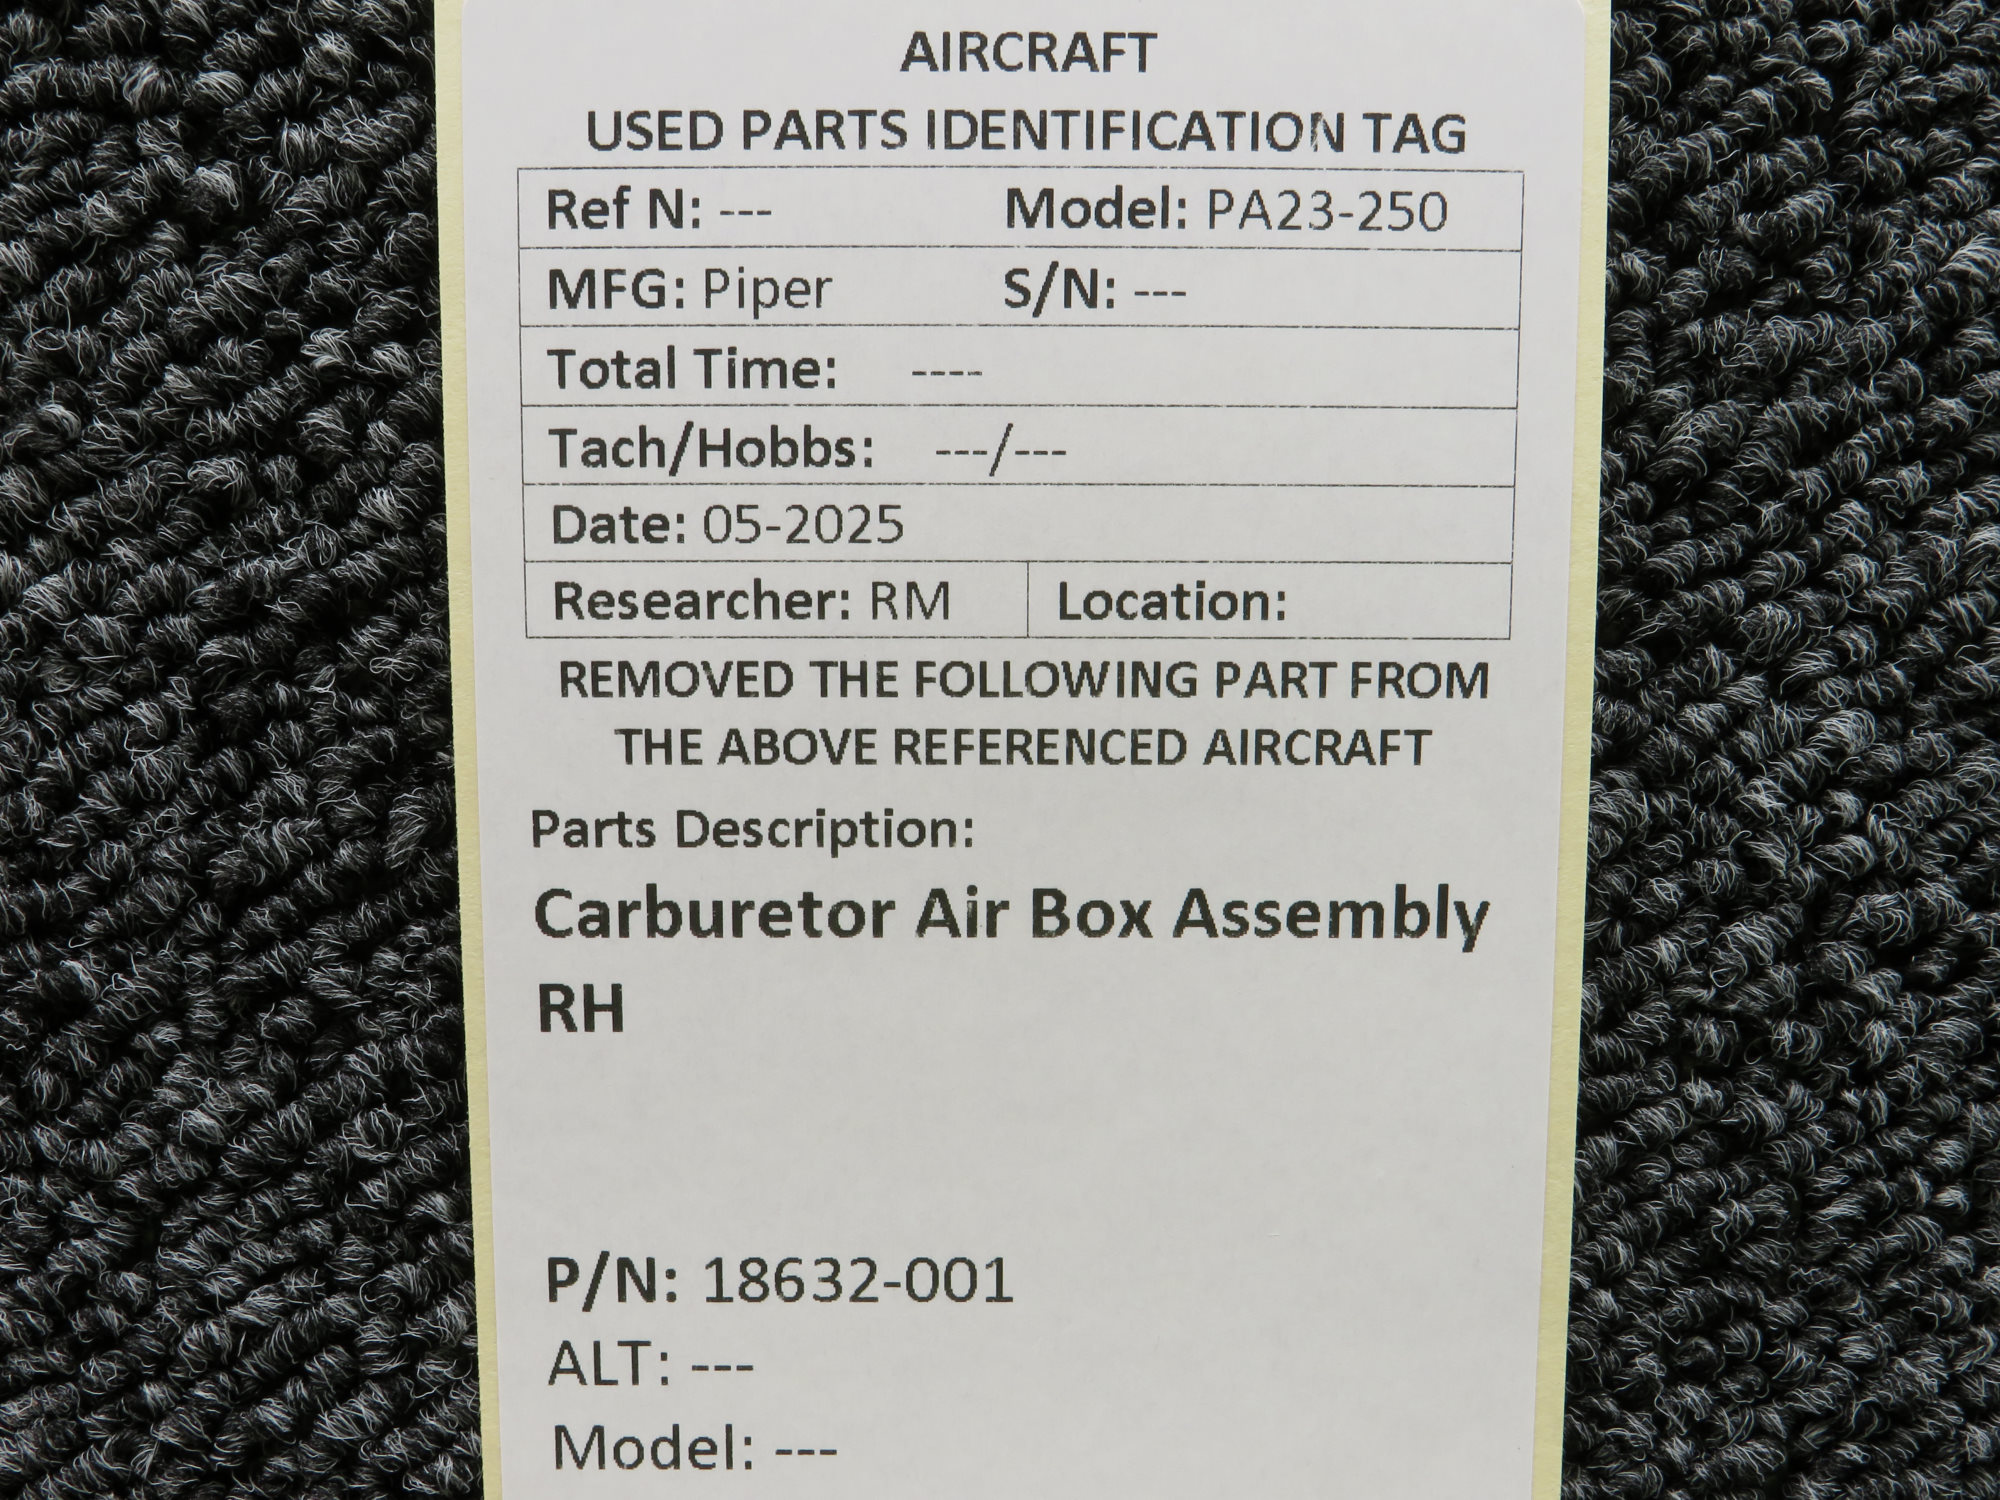 AIRCRAFT
USED PARTS IDENTIFICATION TAG
Ref N: --- Model: PA23-250
MFG: Piper S/N: ---
Total Time: ----
Tach/Hobbs: ---/---
Date: 05-2025
Researcher: RM Location:
REMOVED THE FOLLOWING PART FROM
THE ABOVE REFERENCED AIRCRAFT
Parts Description:
Carburetor Air Box Assembly
RH
P/N: 18632-001
ALT: ---
Model: ---